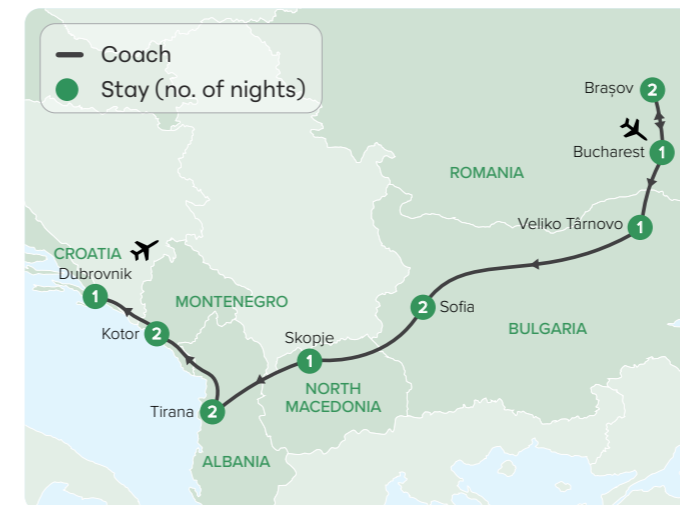 Coach
Stay (no. of nights)
Brașov
2
Bucharest
1
ROMANIA
Veliko Târnovo
1
CROATIA
Dubrovnik
1
MONTENEGRO
Sofia
2
BULGARIA
Kotor
2
Skopje
1
NORTH
MACEDONIA
Tirana
2
ALBANIA